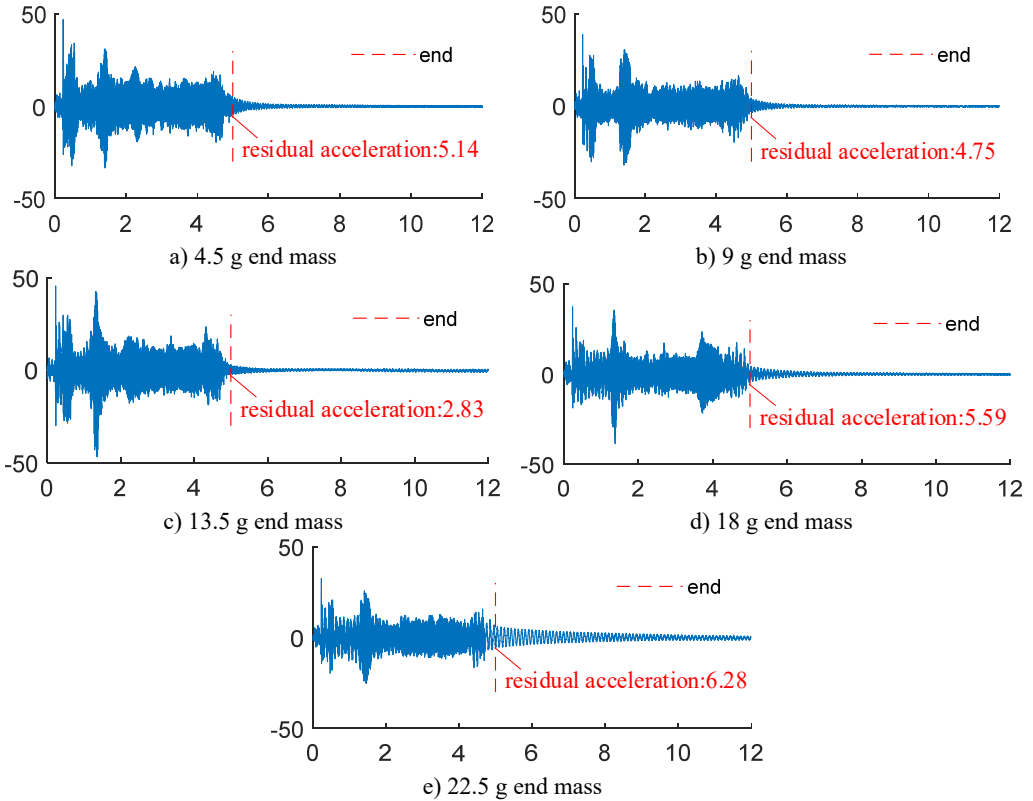 50
0
-50
0 2 4 6 8 10 12
end
residual acceleration:5.14
a) 4.5 g end mass
50
0
-50
0 2 4 6 8 10 12
end
residual acceleration:4.75
b) 9 g end mass
50
0
-50
0 2 4 6 8 10 12
end
residual acceleration:2.83
c) 13.5 g end mass
50
0
-50
0 2 4 6 8 10 12
end
residual acceleration:5.59
d) 18 g end mass
50
0
-50
0 2 4 6 8 10 12
end
residual acceleration:6.28
e) 22.5 g end mass